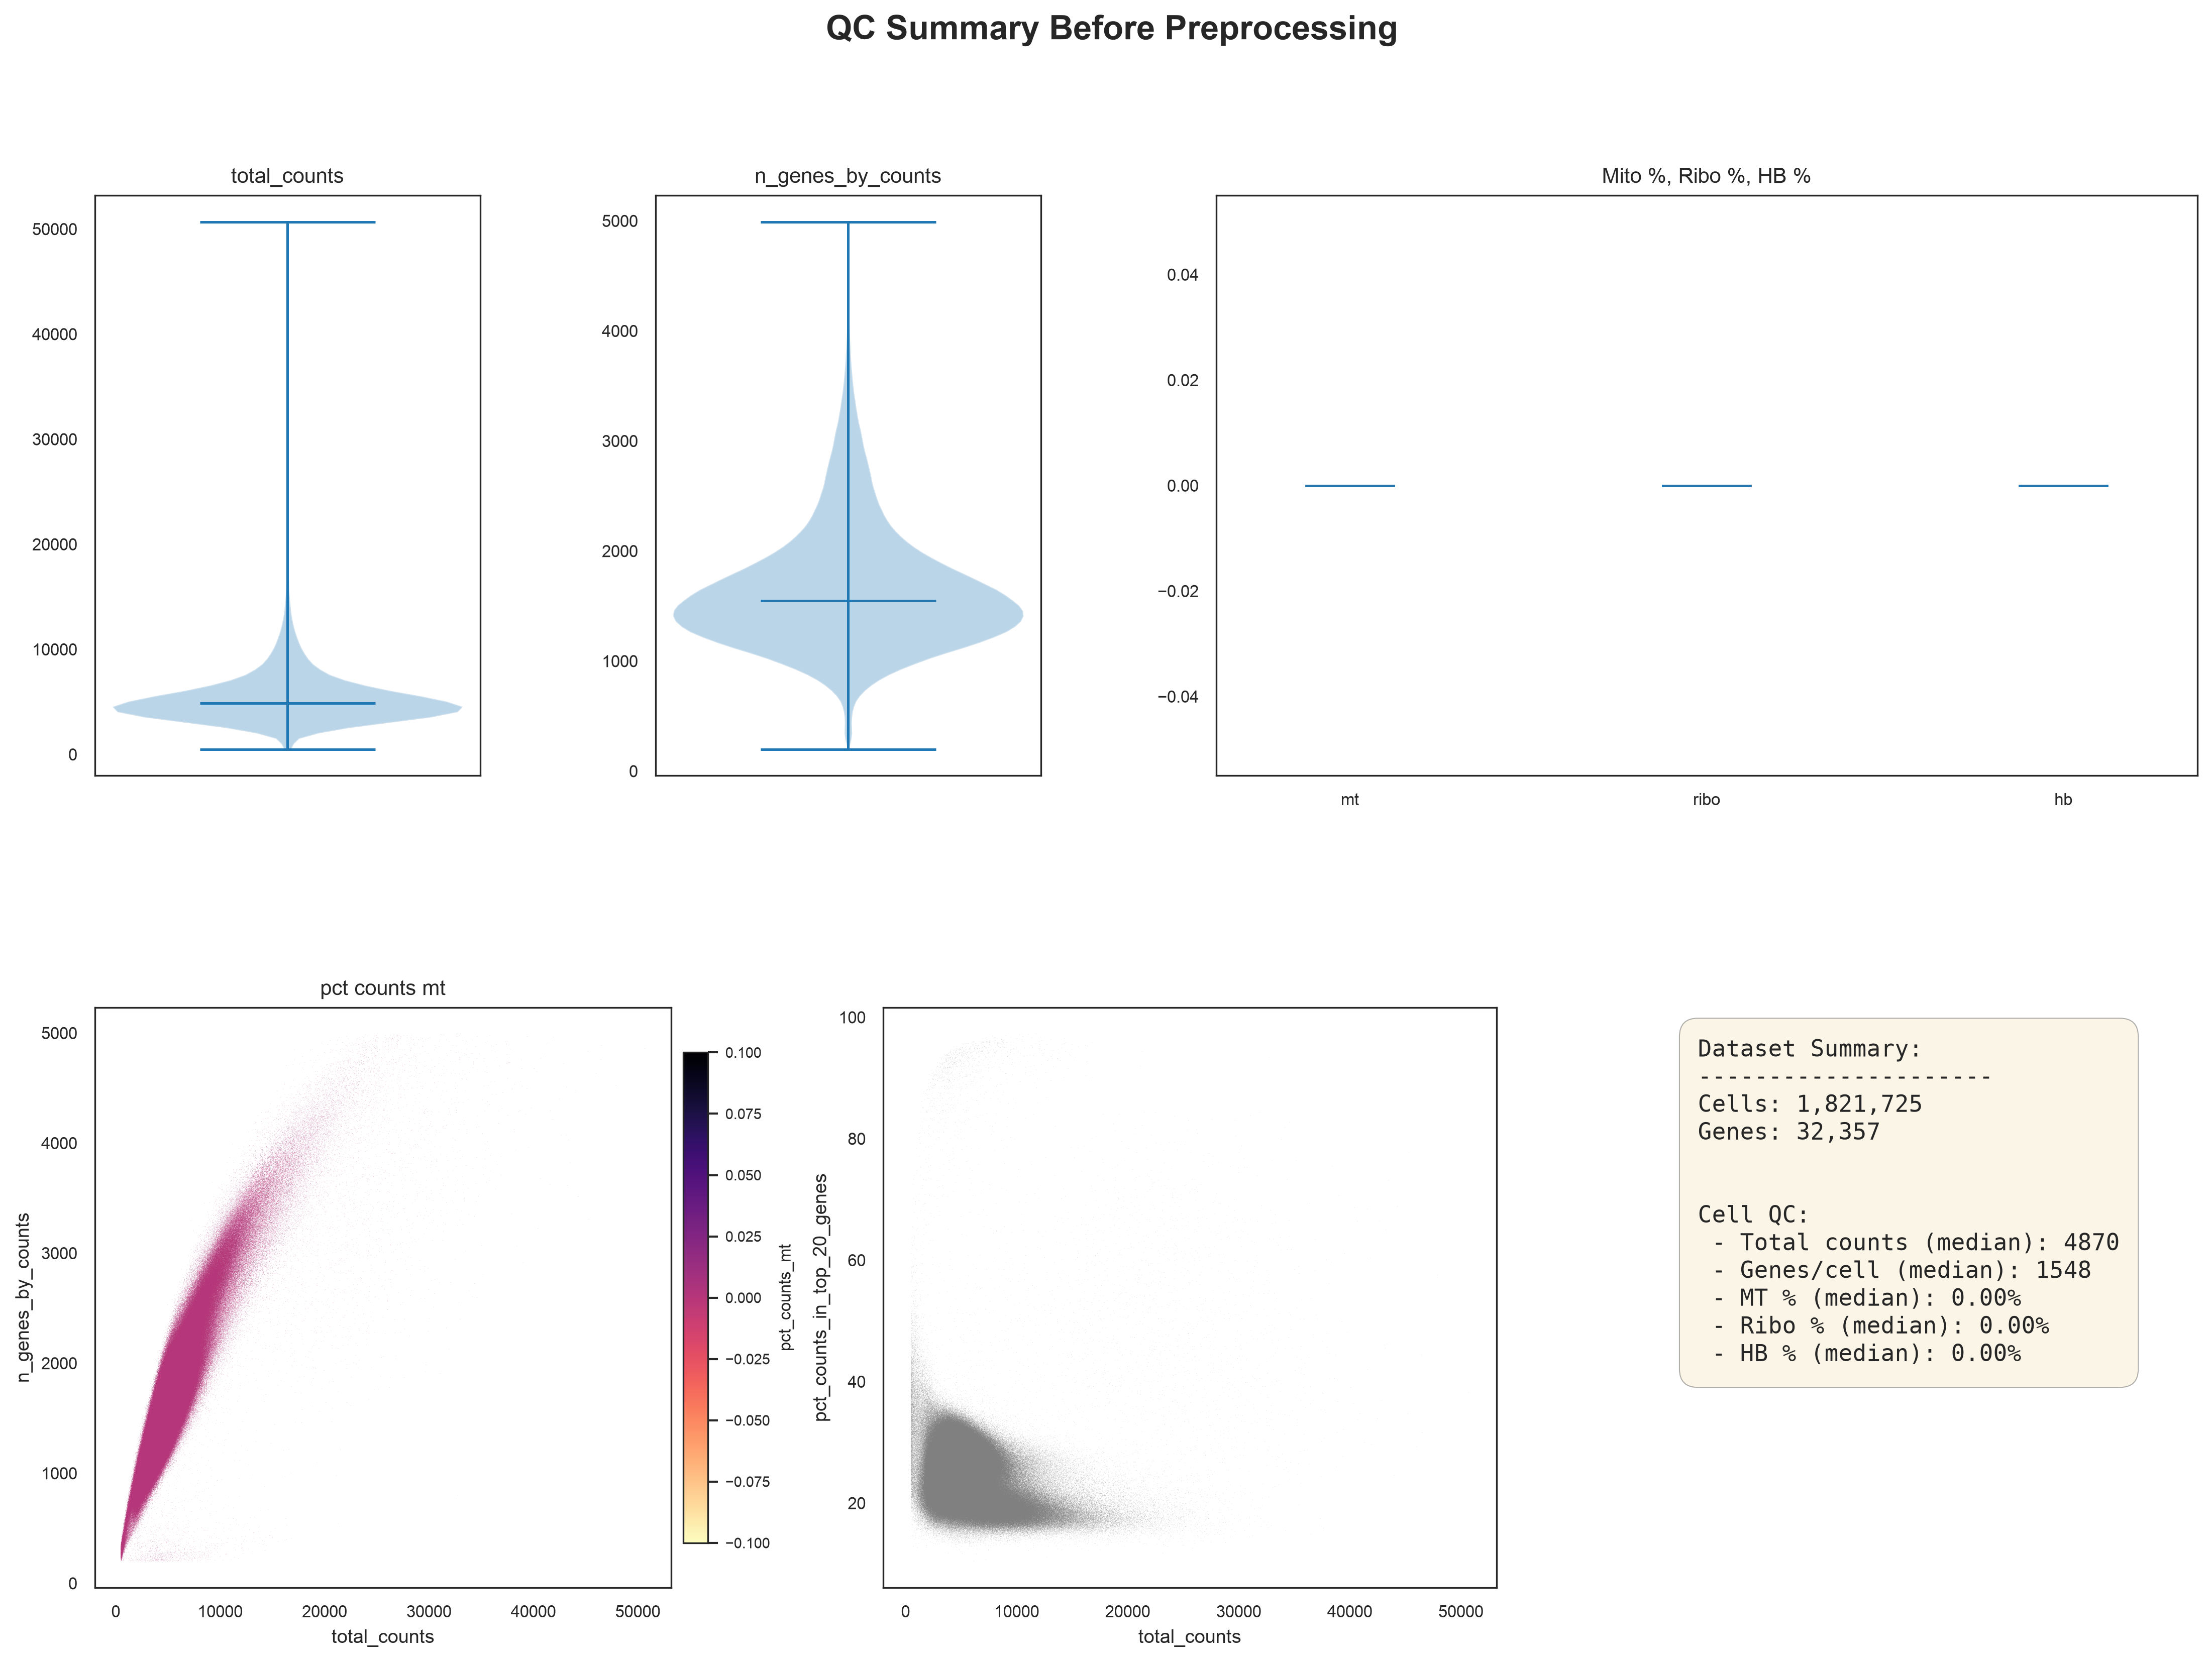 QC Summary Before Preprocessing
total_counts
50000
40000
30000
20000
10000
0
n_genes_by_counts
5000
4000
3000
2000
1000
0
Mito %, Ribo %, HB %
0.04
0.02
0.00
−0.02
−0.04
mt ribo hb
pct counts mt
n_genes_by_counts
5000
4000
3000
2000
1000
0
0 10000 20000 30000 40000 50000
total_counts
0.100
0.075
0.050
0.025
0.000
−0.025
−0.050
−0.075
−0.100
pct_counts_mt
pct_counts_in_top_20_genes
100
80
60
40
20
0 10000 20000 30000 40000 50000
total_counts
Dataset Summary:
---------------------
Cells: 1,821,725
Genes: 32,357
Cell QC:
- Total counts (median): 4870
- Genes/cell (median): 1548
- MT % (median): 0.00%
- Ribo % (median): 0.00%
- HB % (median): 0.00%